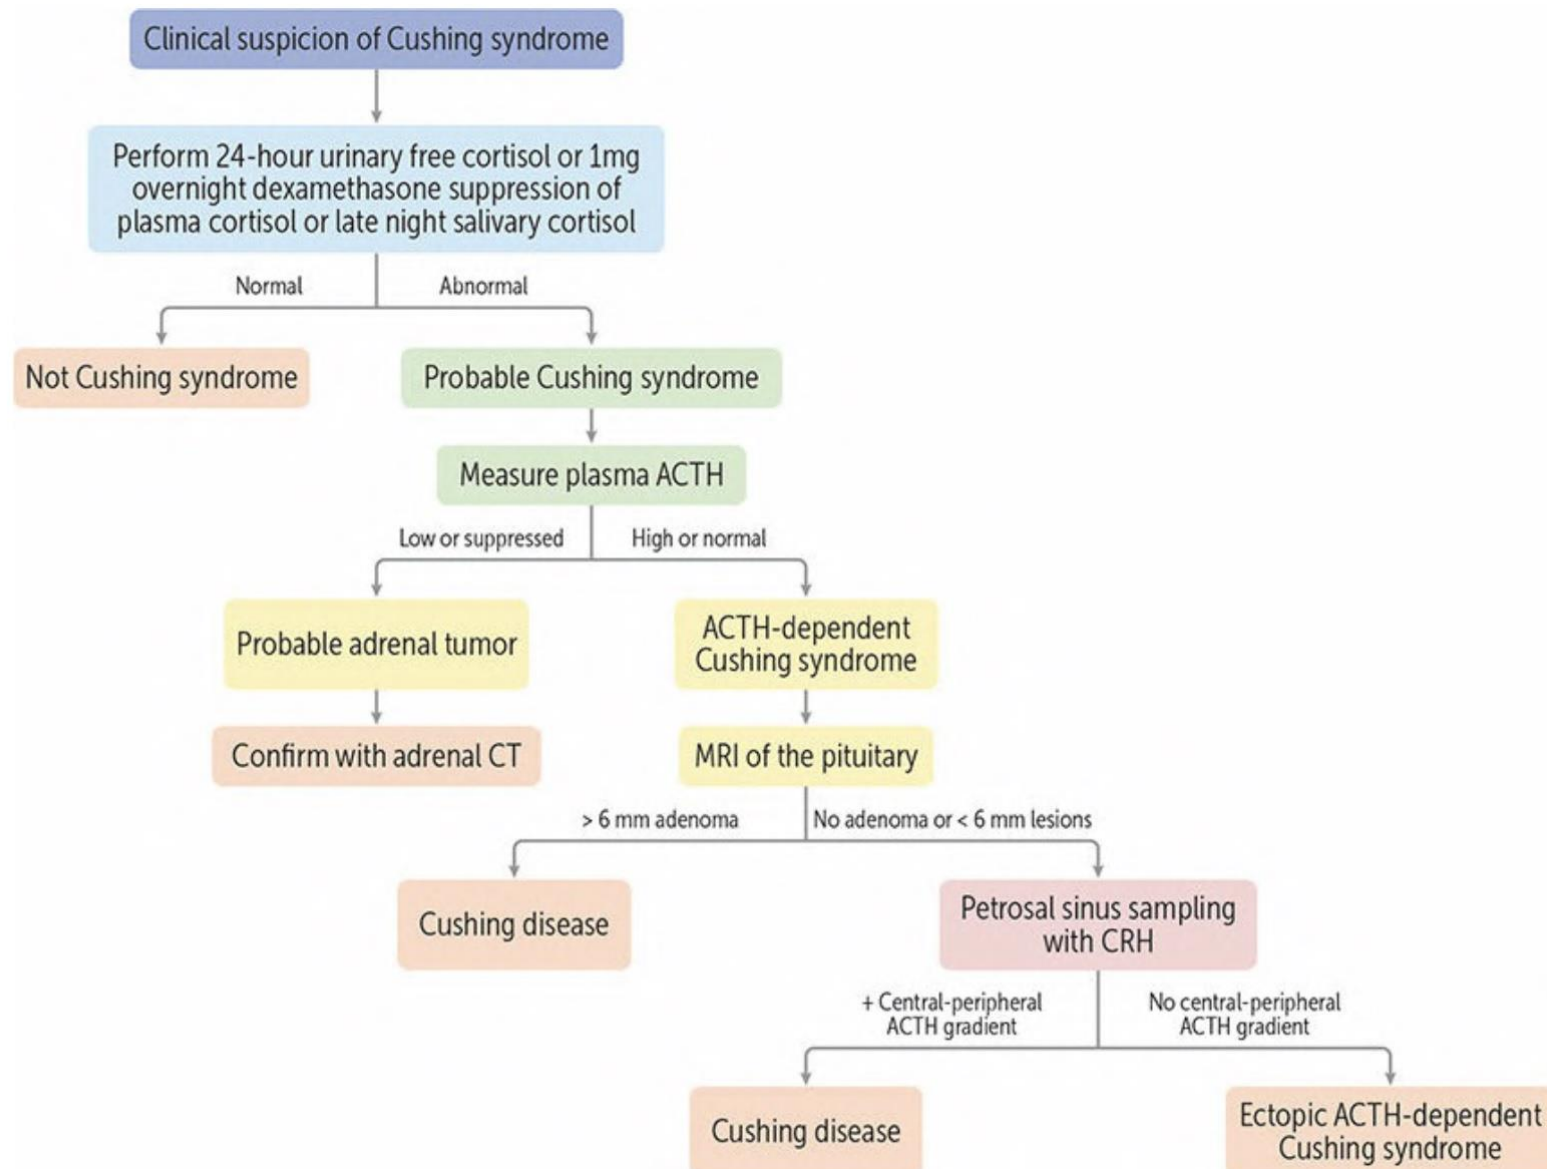 Clinical suspicion of Cushing syndrome
Perform 24-hour urinary free cortisol or 1mg
overnight dexamethasone suppression of
plasma cortisol or late night salivary cortisol
Normal
Abnormal
Not Cushing syndrome
Probable Cushing syndrome
Measure plasma ACTH
Low or suppressed
High or normal
Probable adrenal tumor
ACTH-dependent
Cushing syndrome
Confirm with adrenal CT
MRI of the pituitary
> 6 mm adenoma
No adenoma or < 6 mm lesions
Cushing disease
Petrosal sinus sampling
with CRH
+ Central-peripheral
ACTH gradient
No central-peripheral
ACTH gradient
Cushing disease
Ectopic ACTH-dependent
Cushing syndrome